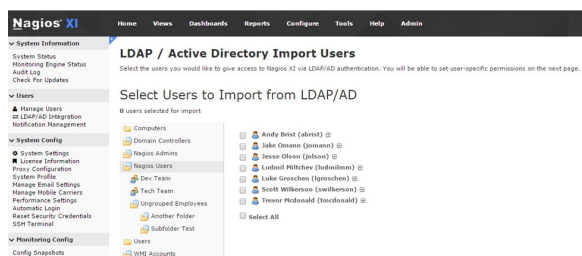 Nagios XI
Home Views Dashboards Reports Configure Tools Help Admin
System Information
System Status
Monitoring Engine Status
Audit Log
Check For Updates
Users
Manage Users
LDAP/AD Integration
Notification Management
System Config
System Settings
License Information
Proxy Configuration
System Profile
Manage Email Settings
Manage Mobile Carriers
Performance Settings
Automatic Login
Reset Security Credentials
SSH Terminal
Monitoring Config
Config Snapshots
LDAP / Active Directory Import Users
Select the users you would like to give access to Nagios XI via LDAP/AD authentication. You will be able to set user-specific permissions on the next page.
Select Users to Import from LDAP/AD
0 users selected for import
Computers
Domain Controllers
Nagios Admins
Nagios Users
Dev Team
Tech Team
Ungrouped Employees
Another Folder
Subfolder Test
Users
WMI Accounts
Andy Brist (abrist)
Jake Omann (jomann)
Jesse Olson (jolson)
Ludmil Miltchev (ludmilmm)
Luke Groschen (lgroschen)
Scott Wilkerson (swilkerson)
Trevor Mcdonald (tmcdonald)
Select All